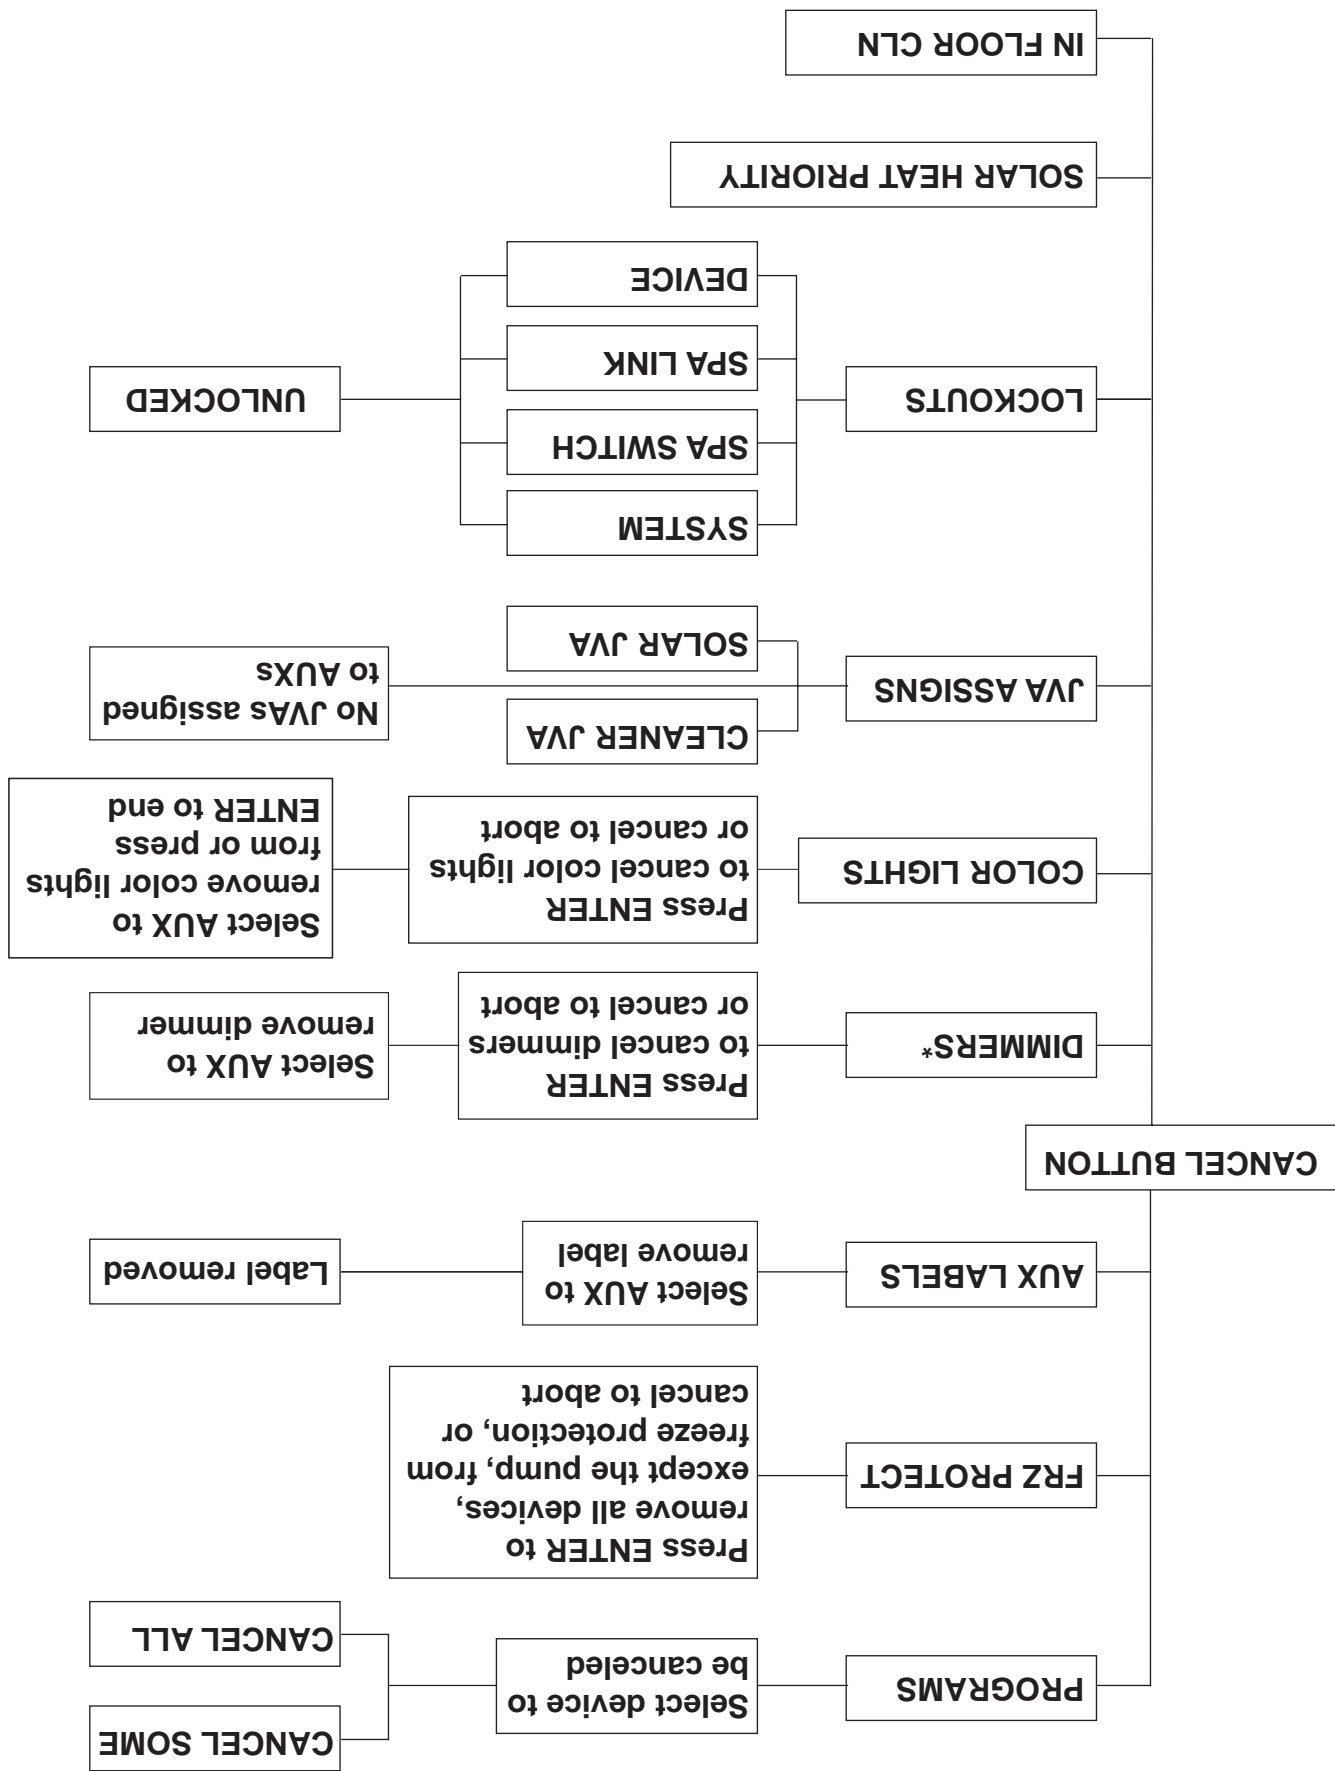 CANCEL BUTTON
PROGRAMS
Select device to
be canceled
CANCEL SOME
CANCEL ALL
FRZ PROTECT
Press ENTER to
remove all devices,
except the pump, from
freeze protection, or
cancel to abort
AUX LABELS
Select AUX to
remove label
Label removed
DIMMERS*
Press ENTER
to cancel dimmers
or cancel to abort
Select AUX to
remove dimmer
COLOR LIGHTS
Press ENTER
to cancel color lights
or cancel to abort
Select AUX to
remove color lights
from or press
ENTER to end
JVA ASSIGNS
CLEANER JVA
SOLAR JVA
No JVAs assigned
to AUXs
LOCKOUTS
SYSTEM
SPA SWITCH
SPA LINK
DEVICE
UNLOCKED
SOLAR HEAT PRIORITY
IN FLOOR CLN